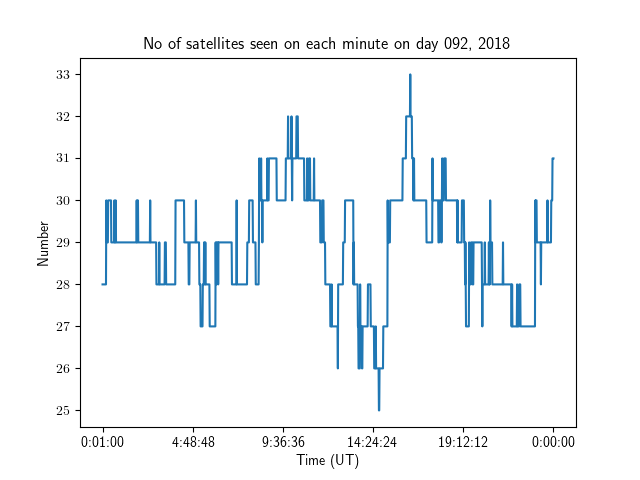 No of satellites seen on each minute on day 092, 2018
33
32
31
30
29
28
27
26
25
Number
0:01:00 4:48:48 9:36:36 14:24:24 19:12:12 0:00:00
Time (UT)